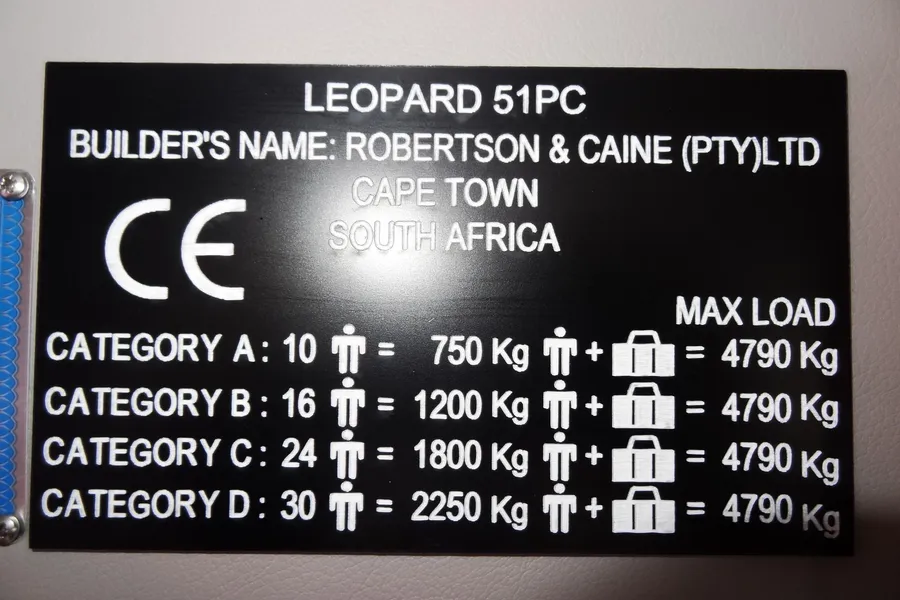 LEOPARD 51PC
BUILDER'S NAME: ROBERTSON & CAINE (PTY)LTD
CAPE TOWN
SOUTH AFRICA
CE
MAX LOAD
CATEGORY A: 10 = 750 Kg + = 4790 Kg
CATEGORY B: 16 = 1200 Kg + = 4790 Kg
CATEGORY C: 24 = 1800 Kg + = 4790 Kg
CATEGORY D: 30 = 2250 Kg + = 4790 Kg